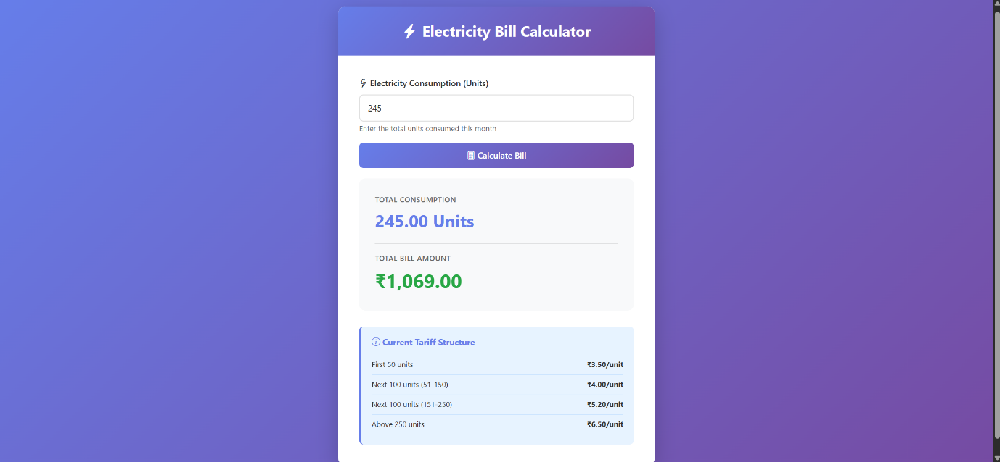 Electricity Bill Calculator
Electricity Consumption (Units)
245
Enter the total units consumed this month
Calculate Bill
TOTAL CONSUMPTION
245.00 Units
TOTAL BILL AMOUNT
₹1,069.00
Current Tariff Structure
First 50 units ₹3.50/unit
Next 100 units (51-150) ₹4.00/unit
Next 100 units (151-250) ₹5.20/unit
Above 250 units ₹6.50/unit